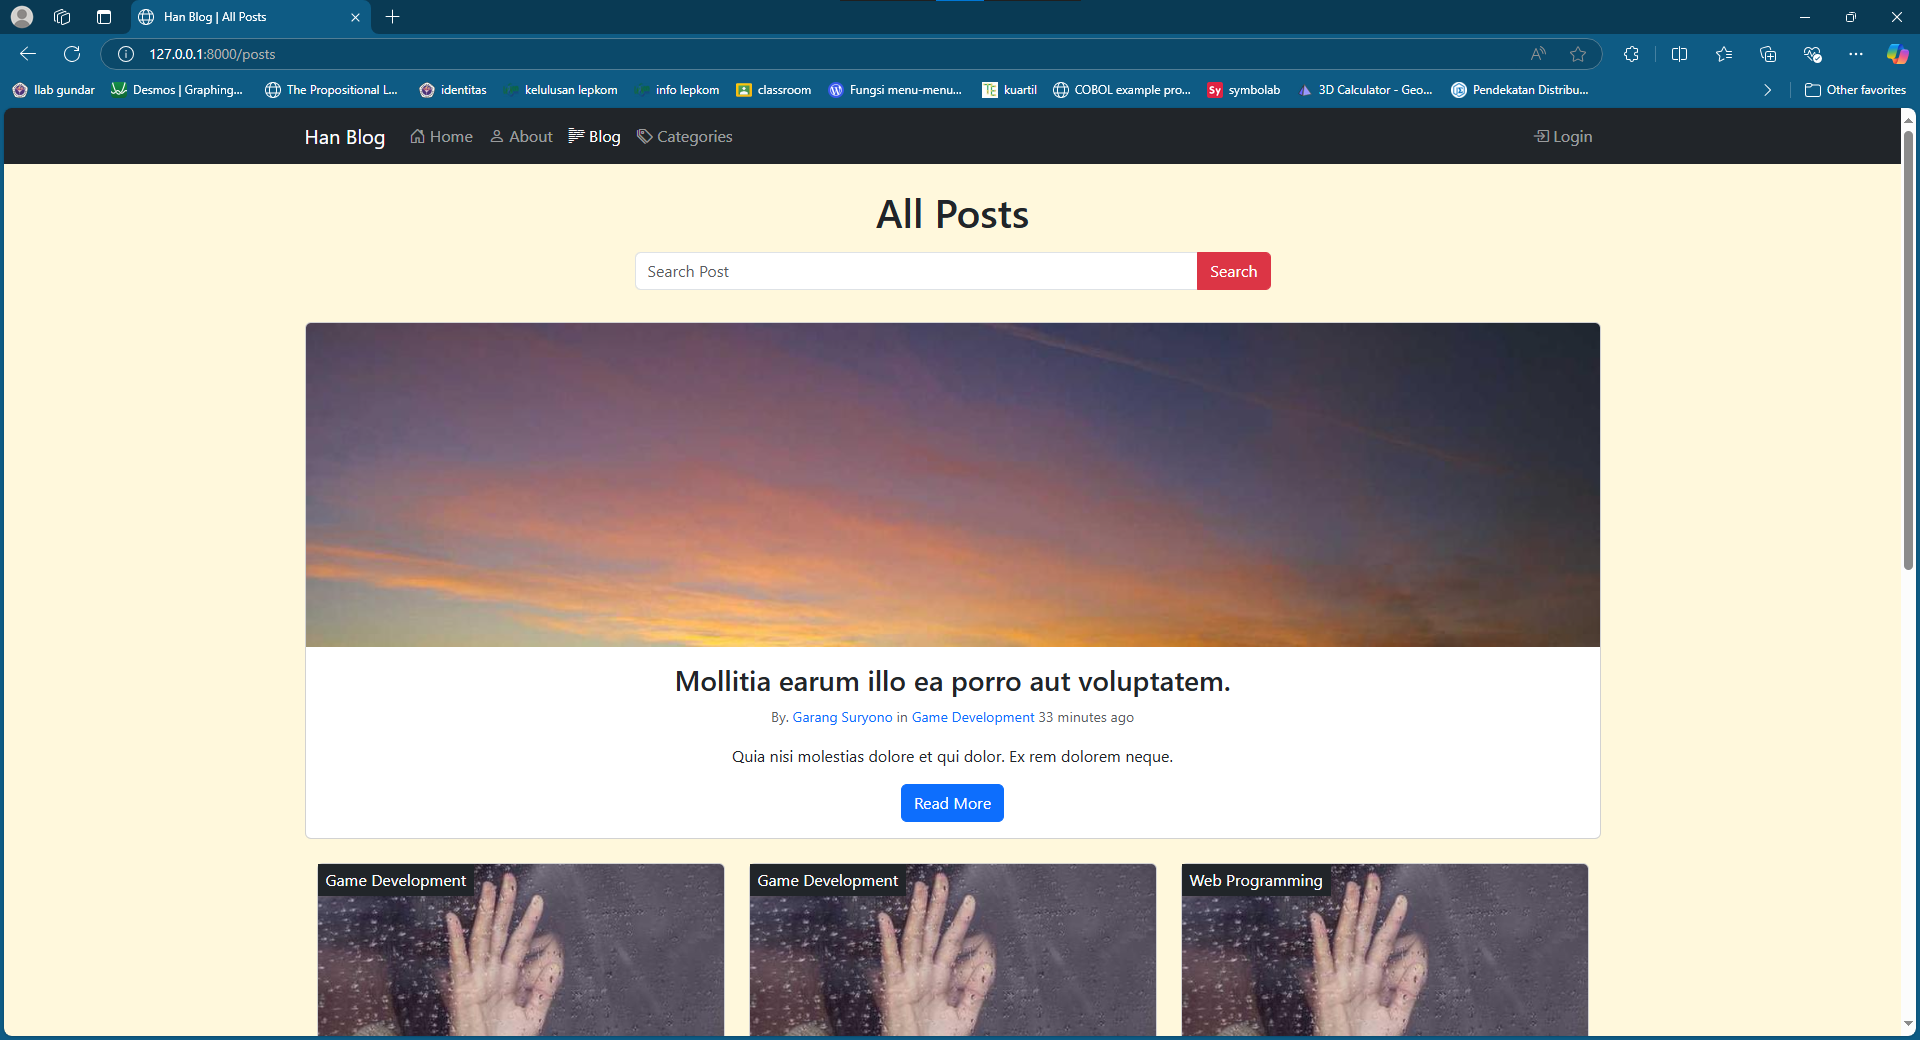 Han Blog | All Posts
127.0.0.1:8000/posts
Ilab gundar
Desmos | Graphing...
The Propositional L...
identitas
kelulusan lepkom
info lepkom
classroom
Fungsi menu-menu...
TE kuartil
COBOL example pro...
Sy symbolab
3D Calculator - Geo...
Pendekatan Distribu...
Other favorites
Han Blog Home About Blog Categories Login
All Posts
Search Post Search
Mollitia earum illo ea porro aut voluptatem.
By. Garang Suryono in Game Development 33 minutes ago
Quia nisi molestias dolore et qui dolor. Ex rem dolorem neque.
Read More
Game Development
Game Development
Web Programming